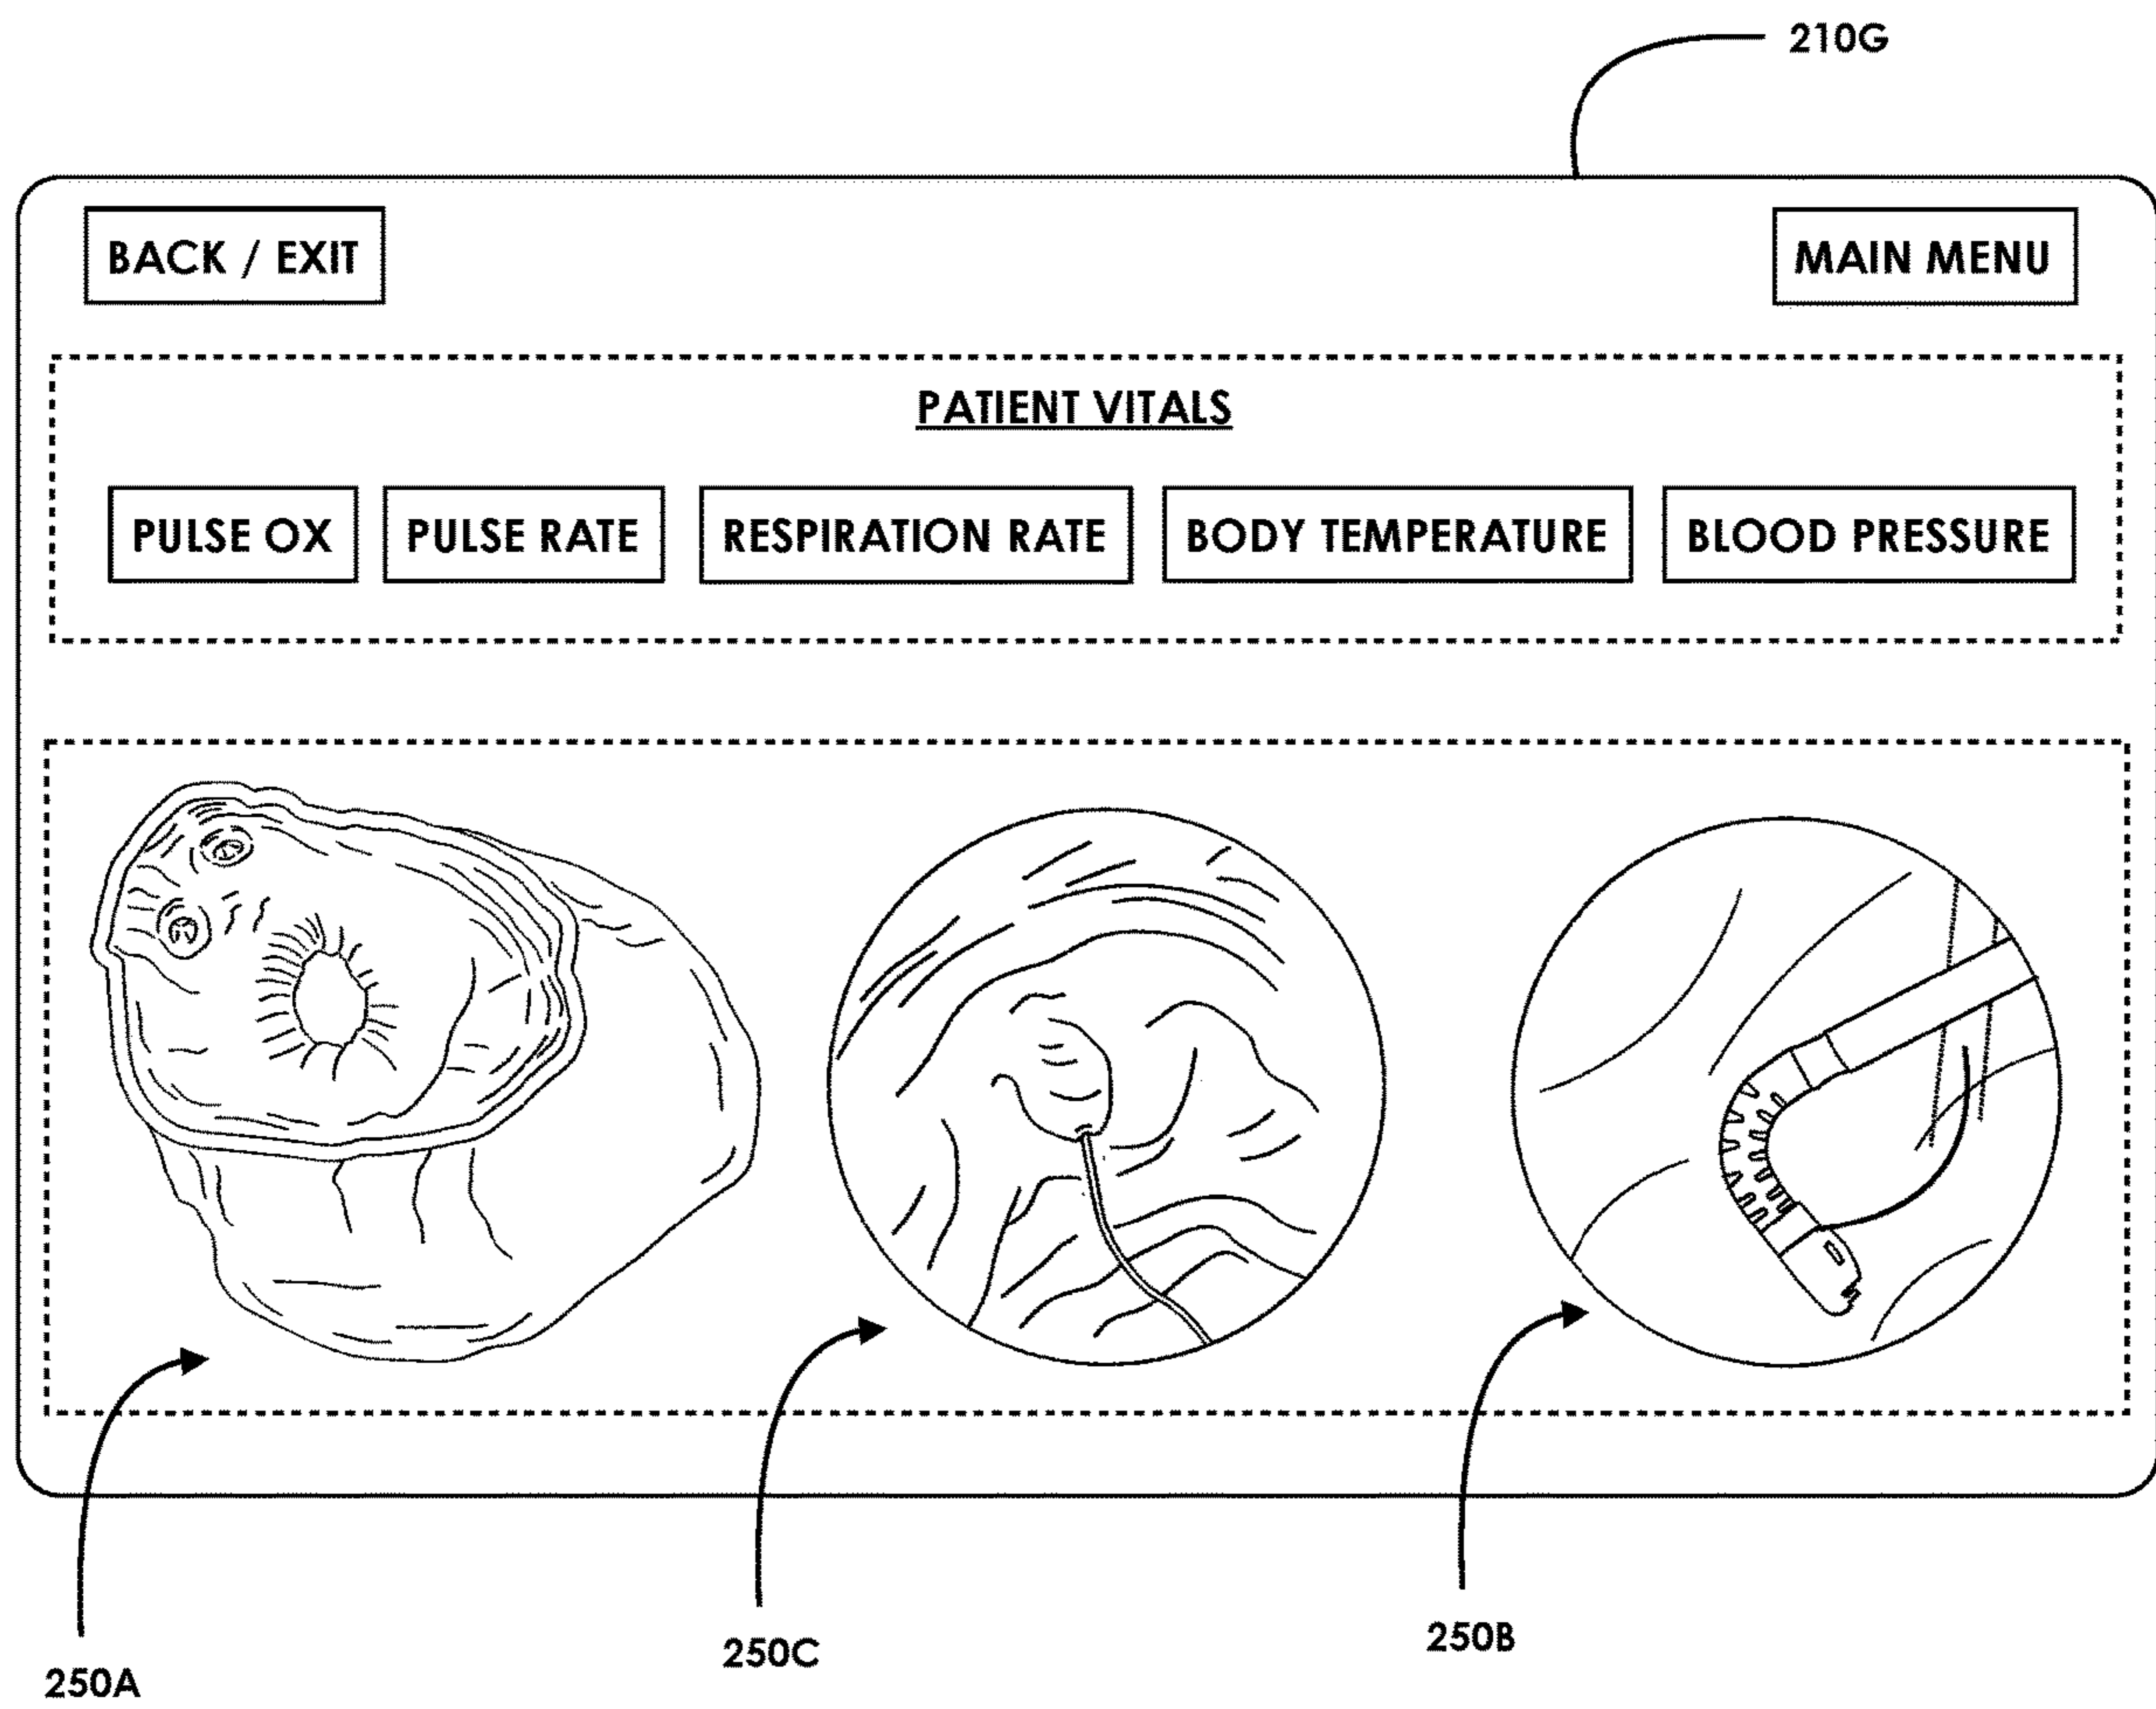 210G
BACK / EXIT
MAIN MENU
PATIENT VITALS
PULSE OX
PULSE RATE
RESPIRATION RATE
BODY TEMPERATURE
BLOOD PRESSURE
250A
250C
250B